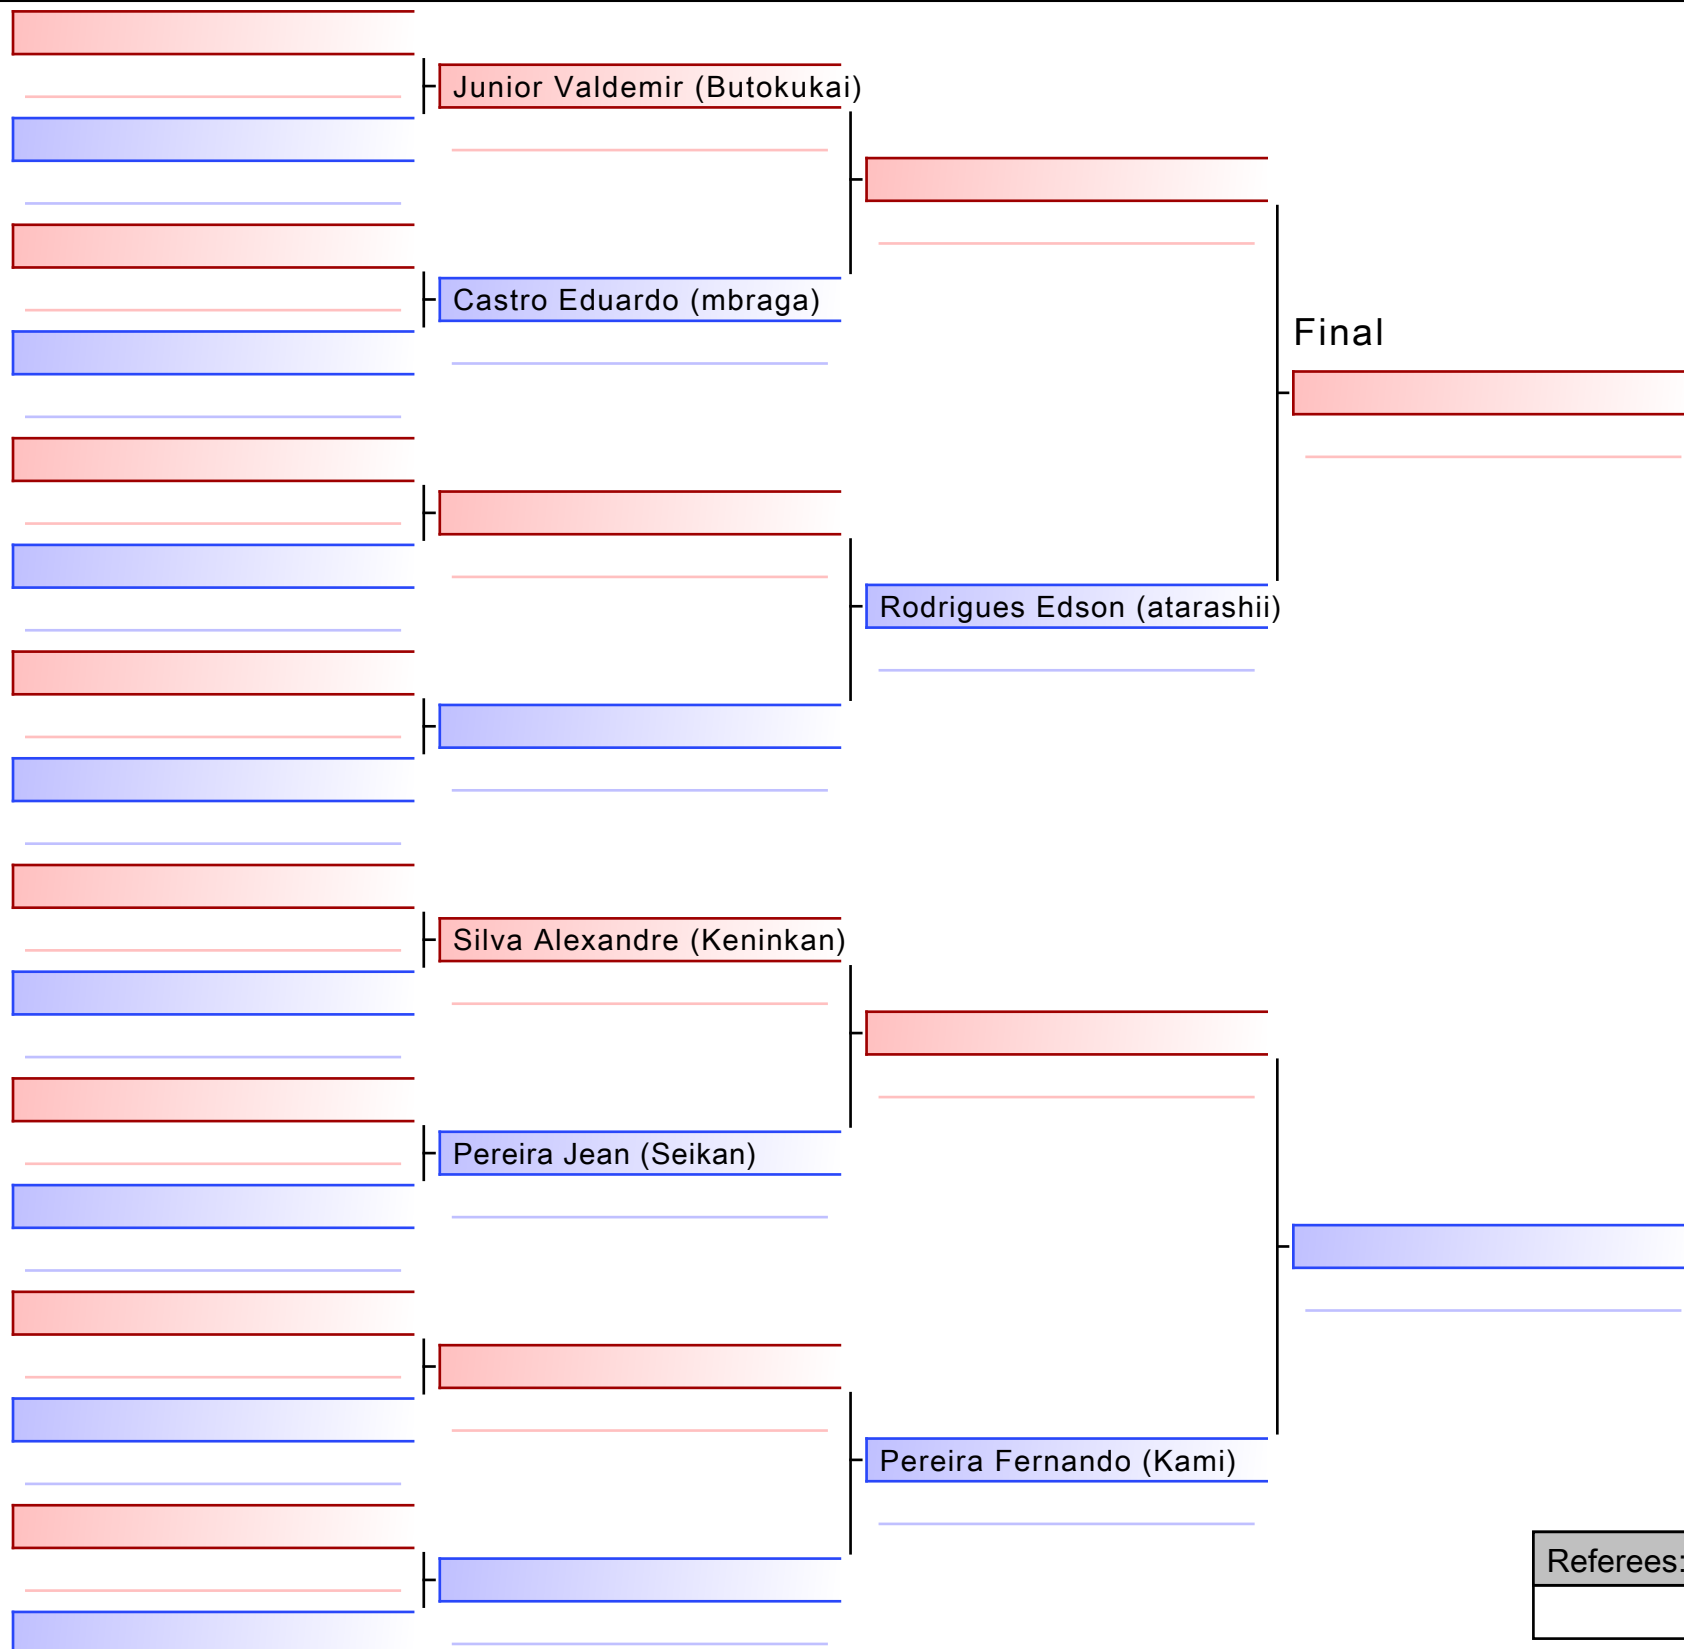 Junior Valdemir (Butokukai)
Castro Eduardo (mbraga)
Final
Rodrigues Edson (atarashii)
Silva Alexandre (Keninkan)
Pereira Jean (Seikan)
Pereira Fernando (Kami)
Referees: